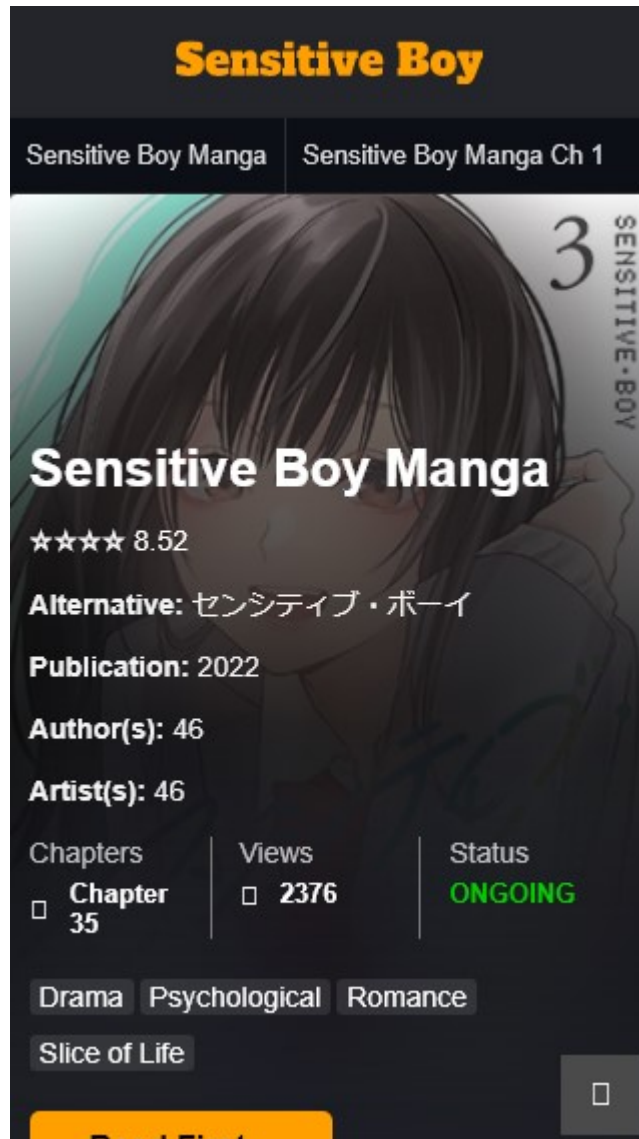 Sensitive Boy
Sensitive Boy Manga
Sensitive Boy Manga Ch 1
3
SENSITIVE·BOY
Sensitive Boy Manga
☆☆☆☆ 8.52
Alternative: センシティブ・ボーイ
Publication: 2022
Author(s): 46
Artist(s): 46
Chapters
Chapter
35
Views
2376
Status
ONGOING
Drama Psychological Romance
Slice of Life